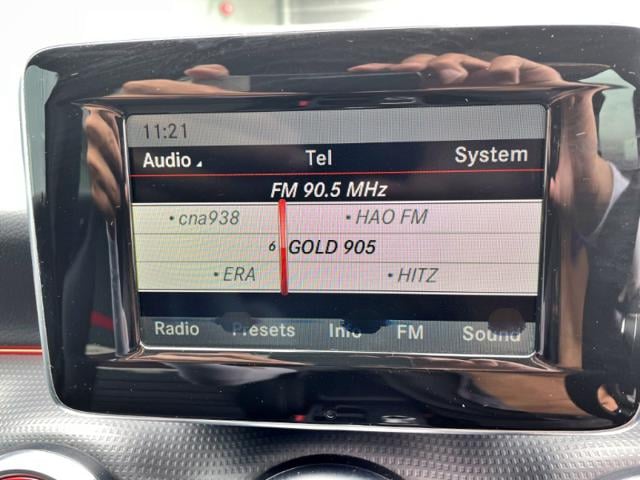 11:21
Audio Tel System
FM 90.5 MHz
•cna938 •HAO FM
6 GOLD 905
•ERA •HITZ
Radio Presets Info FM Sound